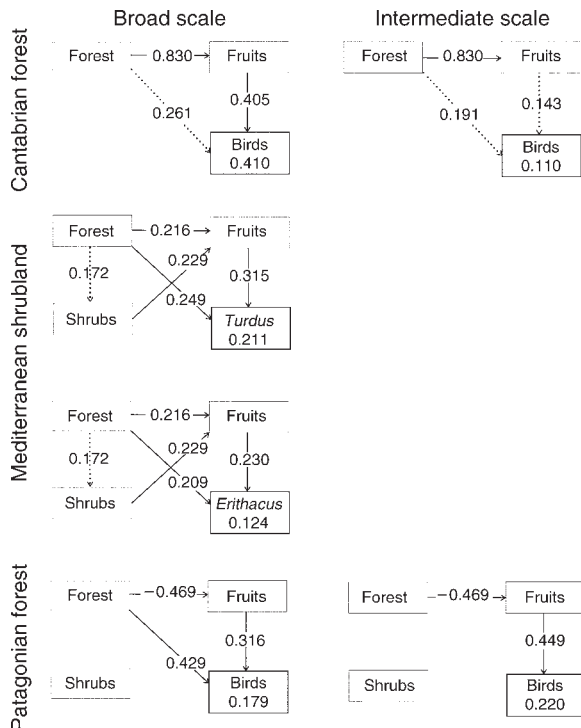 Broad scale
Intermediate scale
Cantabrian forest
Forest
0.830
Fruits
0.261
0.405
Birds
0.410
Forest
0.830
Fruits
0.191
0.143
Birds
0.110
Mediterranean shrubland
Forest
0.216
Fruits
0.172
0.229
0.249
0.315
Shrubs
Turdus
0.211
Forest
0.216
Fruits
0.172
0.229
0.209
0.230
Shrubs
Erithacus
0.124
Patagonian forest
Forest
−0.469
Fruits
0.429
0.316
Shrubs
Birds
0.179
Forest
−0.469
Fruits
0.449
Shrubs
Birds
0.220